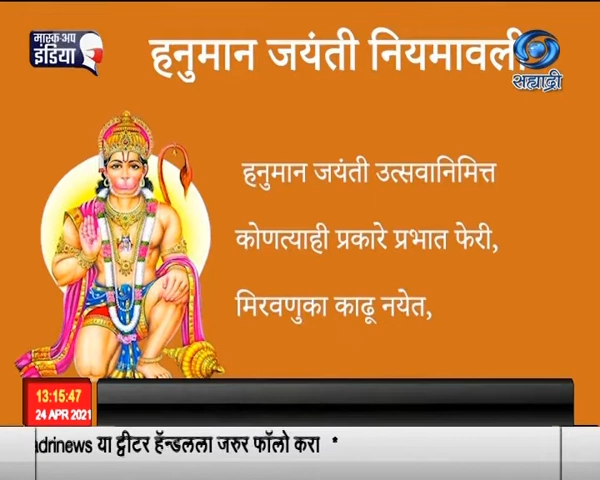 मास्क अप
इंडिया
हनुमान जयंती नियमावली
सह्याद्री
हनुमान जयंती उत्सवानिमित्त
कोणत्याही प्रकारे प्रभात फेरी,
मिरवणुका काढू नयेत,
13:15:47
24 APR 2021
adrinews या ट्वीटर हॅन्डलला जरुर फॉलो करा *